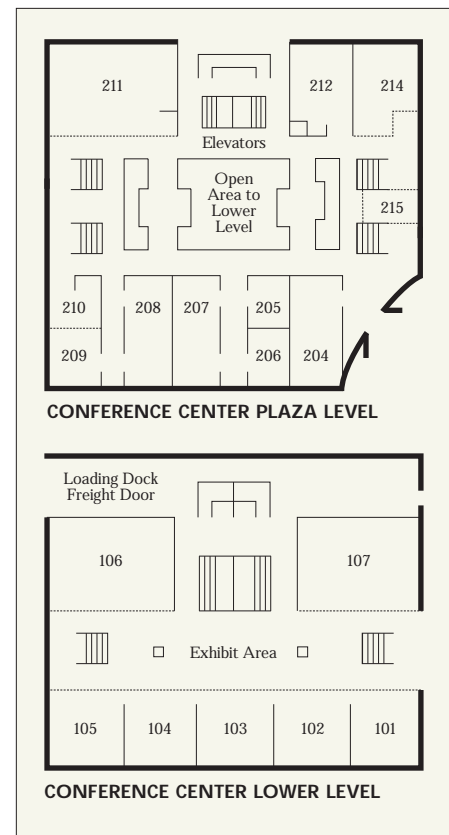 211
212
214
Elevators
Open
Area to
Lower
Level
215
210
208
207
205
209
206
204
CONFERENCE CENTER PLAZA LEVEL
Loading Dock
Freight Door
106
107
Exhibit Area
105
104
103
102
101
CONFERENCE CENTER LOWER LEVEL